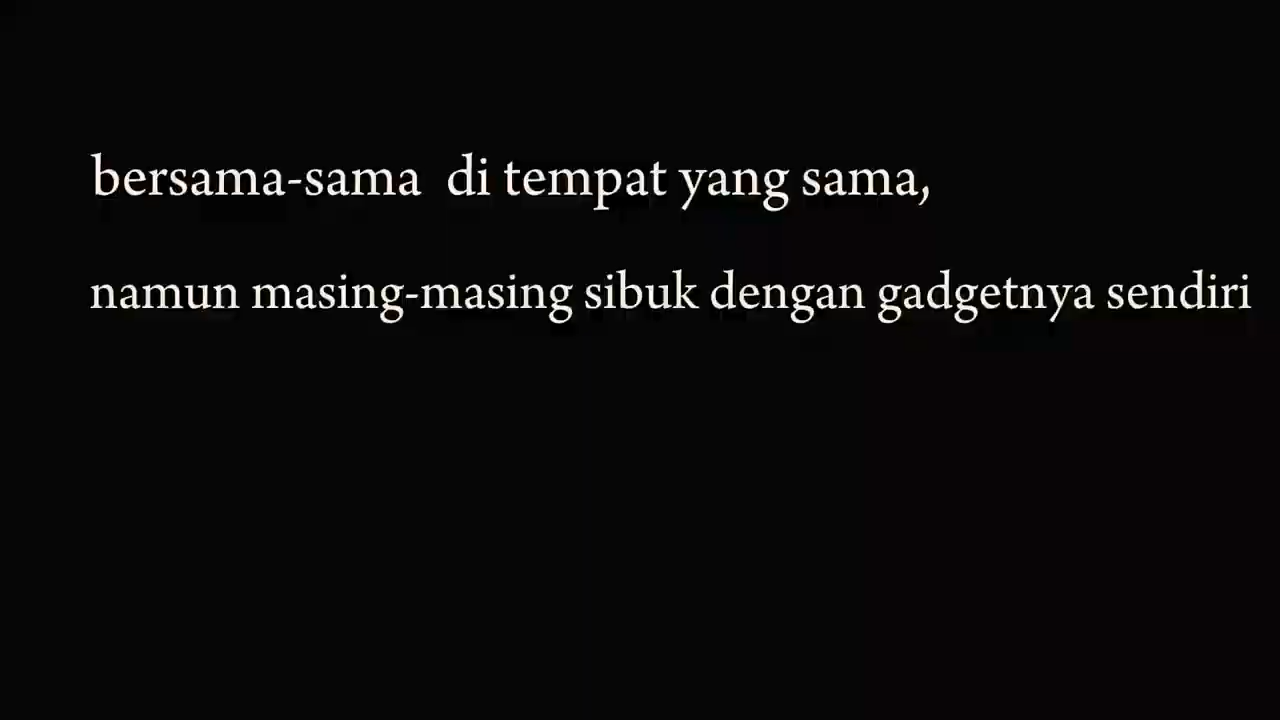 bersama-sama  di tempat yang sama,
namun masing-masing sibuk dengan gadgetnya sendiri